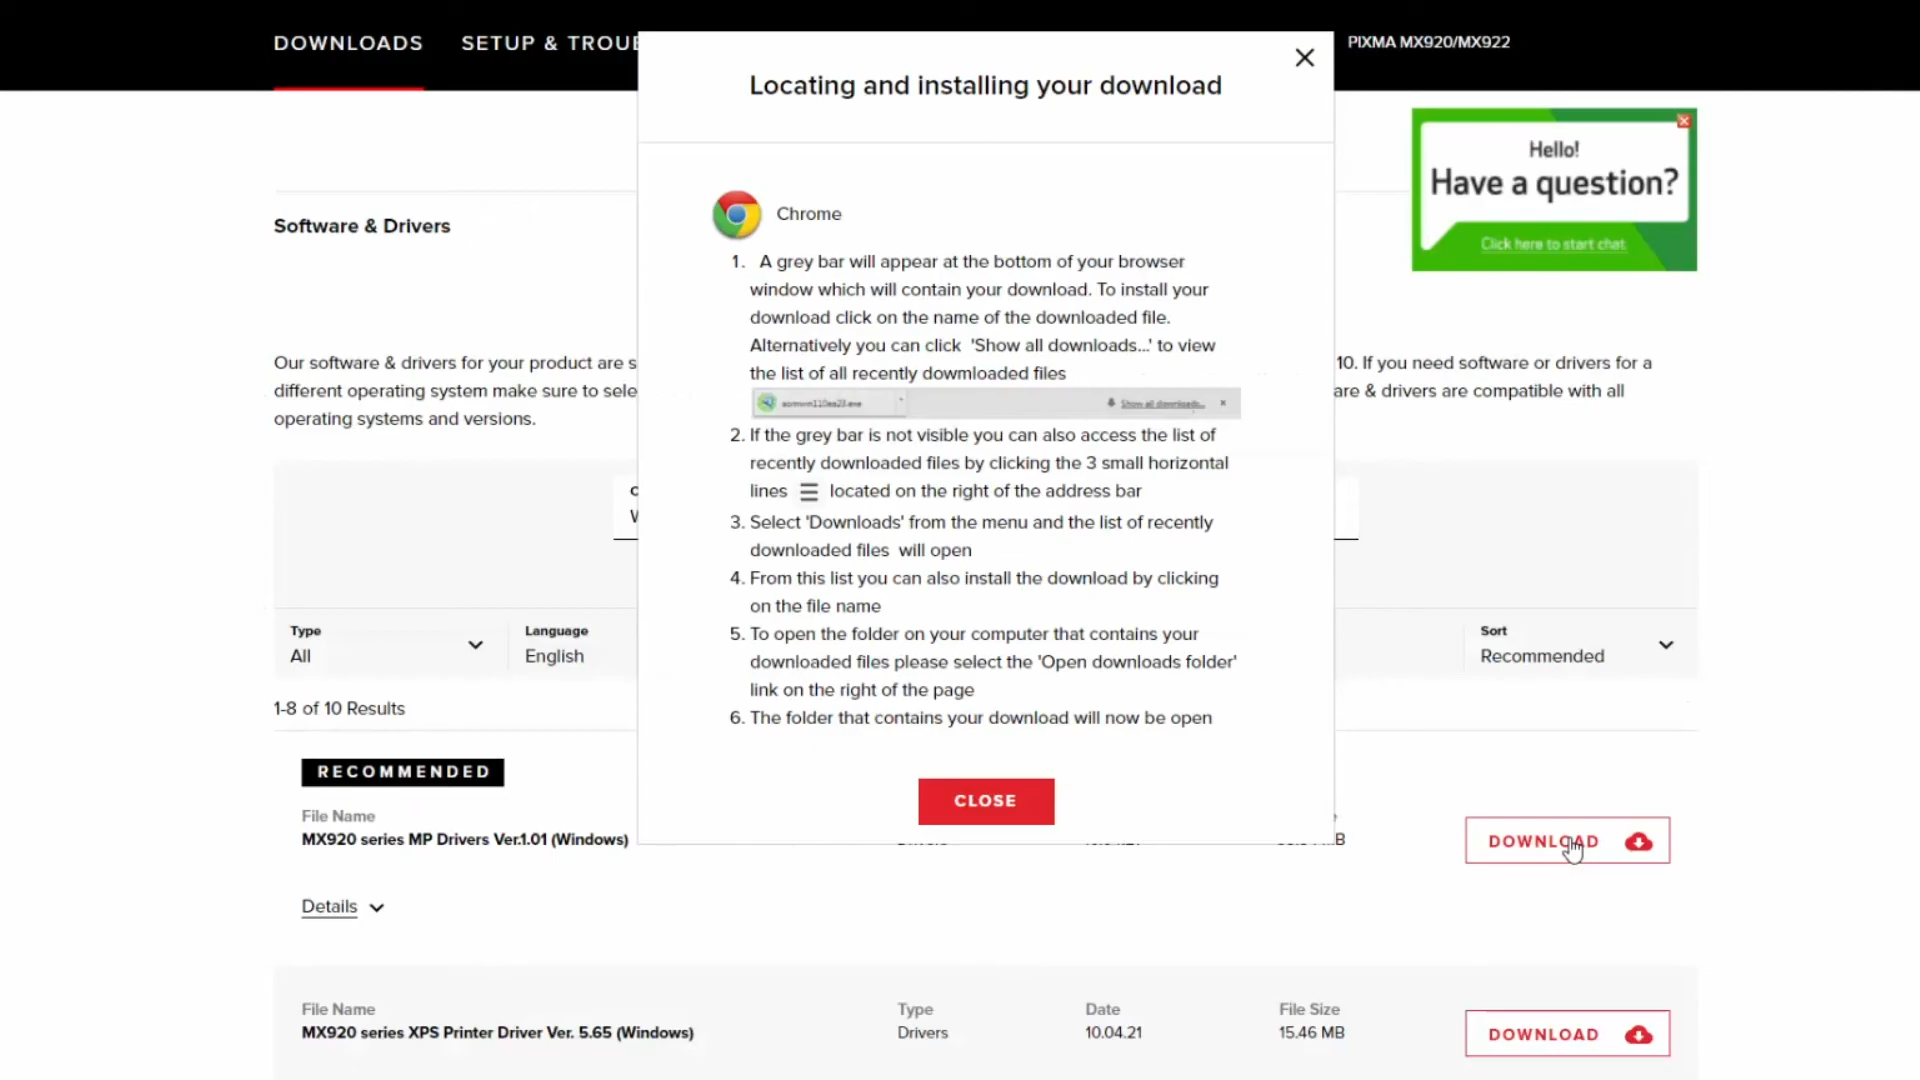 DOWNLOADS
SETUP & TROUB
PIXMA MX920/MX922
Locating and installing your download
Hello!
Have a question?
Click here to start chat
Chrome
Software & Drivers
1. A grey bar will appear at the bottom of your browser
window which will contain your download. To install your
download click on the name of the downloaded file.
Alternatively you can click 'Show all downloads...' to view
the list of all recently dowmloaded files
Show all downloads...
2. If the grey bar is not visible you can also access the list of
recently downloaded files by clicking the 3 small horizontal
lines located on the right of the address bar
3. Select 'Downloads' from the menu and the list of recently
downloaded files will open
4. From this list you can also install the download by clicking
on the file name
5. To open the folder on your computer that contains your
downloaded files please select the 'Open downloads folder'
link on the right of the page
6. The folder that contains your download will now be open
CLOSE
Our software & drivers for your product are s
10. If you need software or drivers for a
different operating system make sure to sele
are & drivers are compatible with all
operating systems and versions.
Type
All
Language
English
Sort
Recommended
1-8 of 10 Results
RECOMMENDED
File Name
MX920 series MP Drivers Ver.1.01 (Windows)
B
DOWNLOAD
Details
File Name
MX920 series XPS Printer Driver Ver. 5.65 (Windows)
Type
Drivers
Date
10.04.21
File Size
15.46 MB
DOWNLOAD